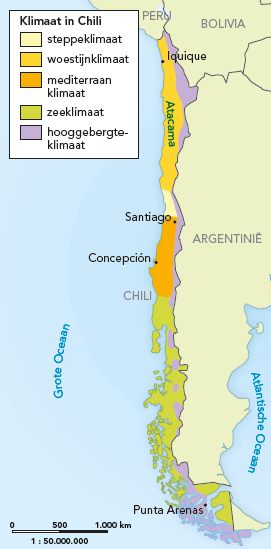 Klimaat in Chili
steppeklimaat
woestijnklimaat
mediterraan
klimaat
zeeklimaat
hooggebergte-
klimaat
PERU
BOLIVIA
Iquique
Atacama
Santiago
ARGENTINIË
Concepción
CHILI
Grote Oceaan
Atlantische Oceaan
Punta Arenas
0 500 1.000 km
1 : 50.000.000